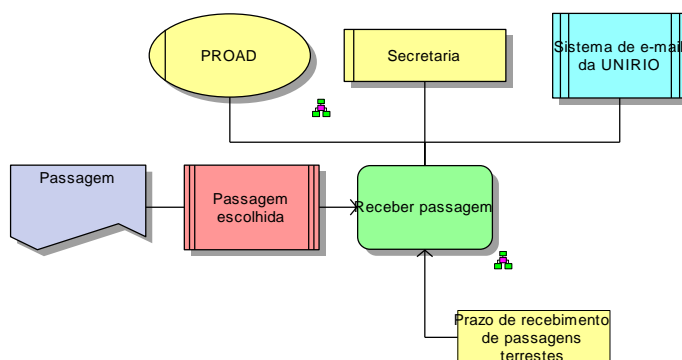 PROAD
Secretaria
Sistema de e-mail
da UNIRIO
Passagem
Passagem
escolhida
Receber passagem
Prazo de recebimento
de passagens
terrestes